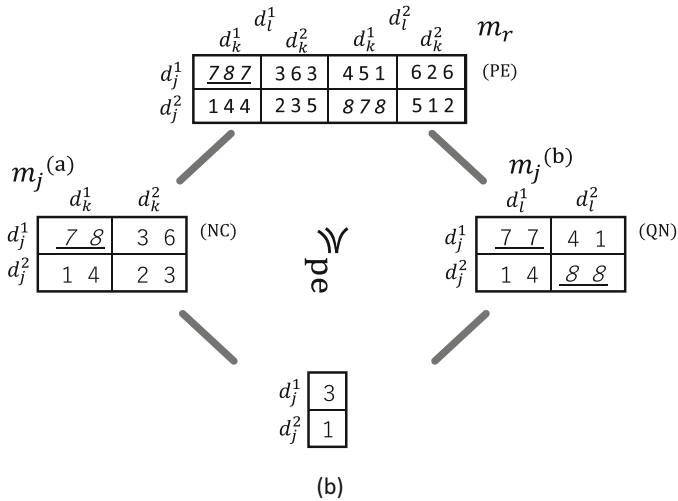 d_l^1 d_l^2
d_k^1 d_k^2 d_k^1 d_k^2 m_r
d_j^1 787 363 451 626 (PE)
d_j^2 144 235 878 512
m_j^(a) m_j^(b)
d_k^1 d_k^2 d_l^1 d_l^2
d_j^1 7 8 3 6 (NC) d_j^1 7 7 4 1 (QN)
d_j^2 1 4 2 3 d_j^2 1 4 8 8
pe
d_j^1 3
d_j^2 1
(b)